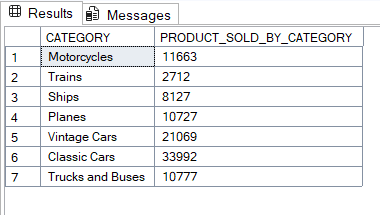 Results Messages
CATEGORY PRODUCT_SOLD_BY_CATEGORY
1 Motorcycles 11663
2 Trains 2712
3 Ships 8127
4 Planes 10727
5 Vintage Cars 21069
6 Classic Cars 33992
7 Trucks and Buses 10777